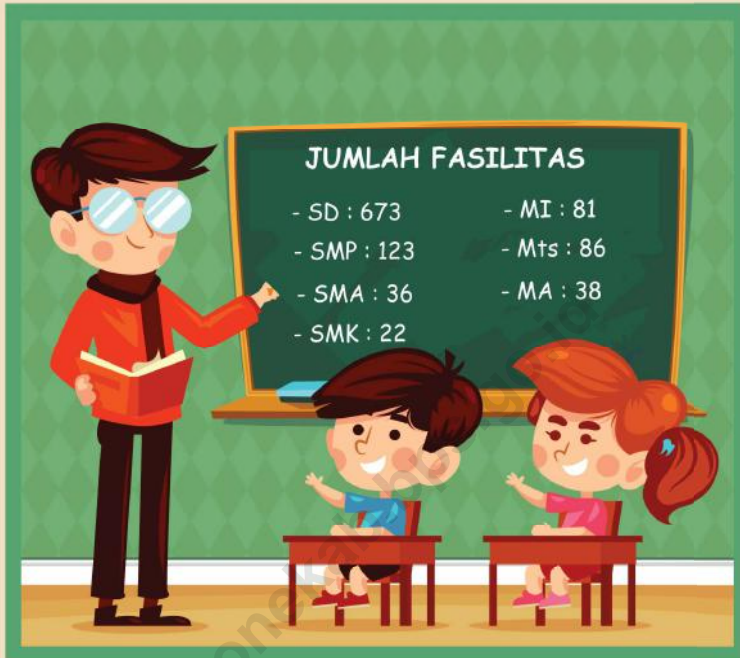 JUMLAH FASILITAS
- SD : 673
- SMP : 123
- SMA : 36
- SMK : 22
- MI : 81
- Mts : 86
- MA : 38